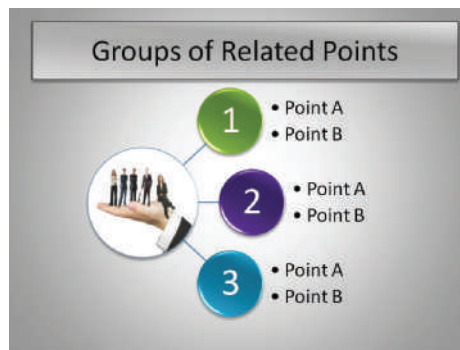 Groups of Related Points
1
• Point A
• Point B
2
• Point A
• Point B
3
• Point A
• Point B